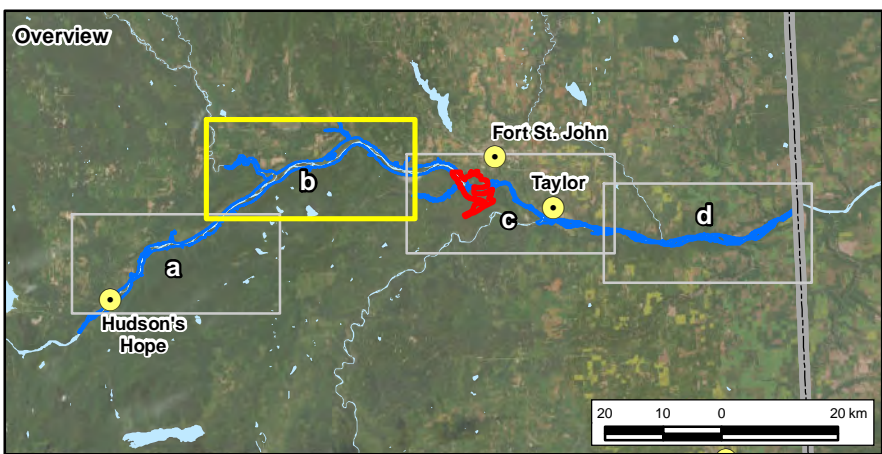 Overview
Fort St. John
b
Taylor
d
c
a
Hudson's
Hope
20 10 0 20 km